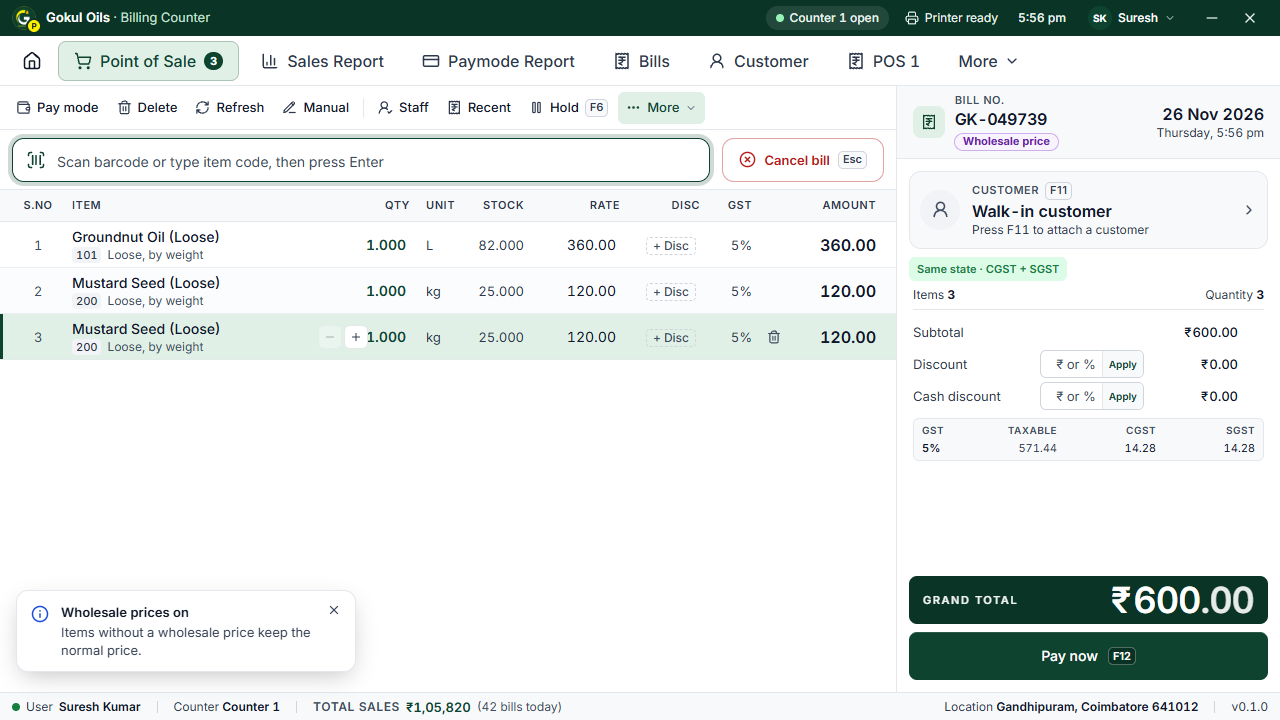 Gokul Oils · Billing Counter
Counter 1 open
Printer ready
5:56 pm
SK Suresh
P
Point of Sale 3
Sales Report
Paymode Report
Bills
Customer
POS 1
More
Pay mode
Delete
Refresh
Manual
Staff
Recent
Hold F6
More
Scan barcode or type item code, then press Enter
Cancel bill Esc
S.NO ITEM QTY UNIT STOCK RATE DISC GST AMOUNT
1 Groundnut Oil (Loose) 1.000 L 82.000 360.00 + Disc 5% 360.00
101 Loose, by weight
2 Mustard Seed (Loose) 1.000 kg 25.000 120.00 + Disc 5% 120.00
200 Loose, by weight
3 Mustard Seed (Loose) − + 1.000 kg 25.000 120.00 + Disc 5% 120.00
200 Loose, by weight
Wholesale prices on
Items without a wholesale price keep the
normal price.
BILL NO.
GK-049739
Wholesale price
26 Nov 2026
Thursday, 5:56 pm
CUSTOMER F11
Walk-in customer
Press F11 to attach a customer
Same state · CGST + SGST
Items 3 Quantity 3
Subtotal ₹600.00
Discount ₹ or % Apply ₹0.00
Cash discount ₹ or % Apply ₹0.00
GST TAXABLE CGST SGST
5% 571.44 14.28 14.28
GRAND TOTAL ₹600.00
Pay now F12
User Suresh Kumar
Counter Counter 1
TOTAL SALES ₹1,05,820 (42 bills today)
Location Gandhipuram, Coimbatore 641012
v0.1.0